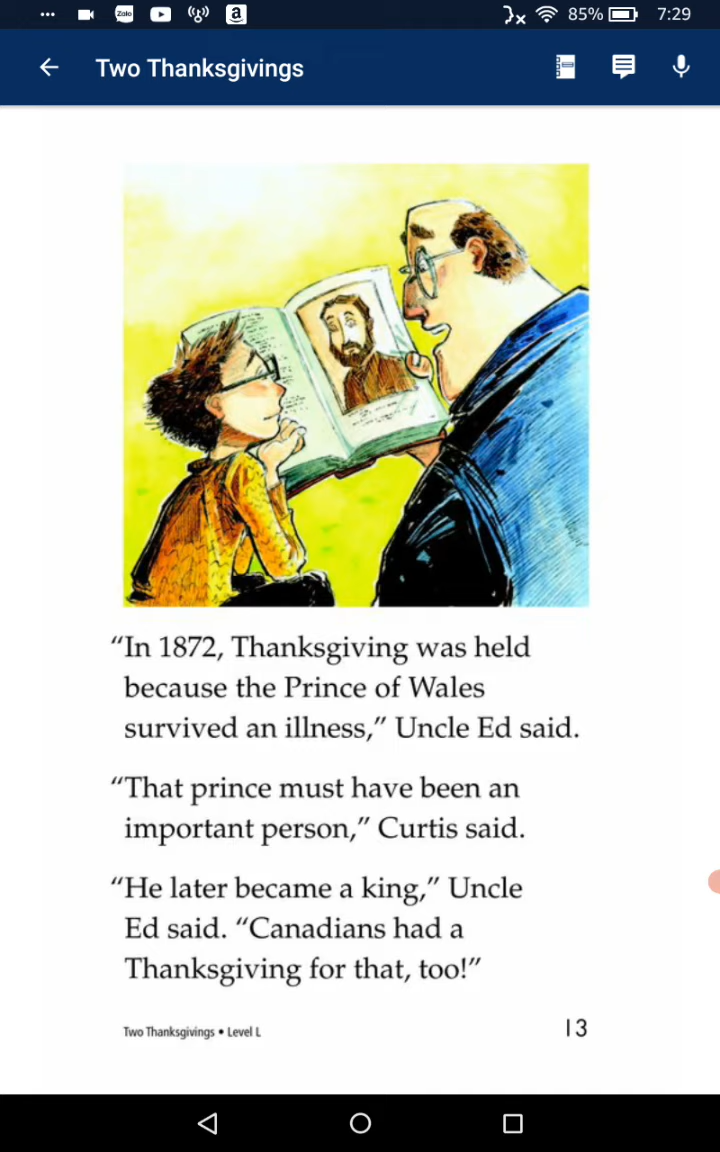 Zalo
a
85%
7:29
Two Thanksgivings
“In 1872, Thanksgiving was held
because the Prince of Wales
survived an illness,” Uncle Ed said.
“That prince must have been an
important person,” Curtis said.
“He later became a king,” Uncle
Ed said. “Canadians had a
Thanksgiving for that, too!”
Two Thanksgivings • Level L
13